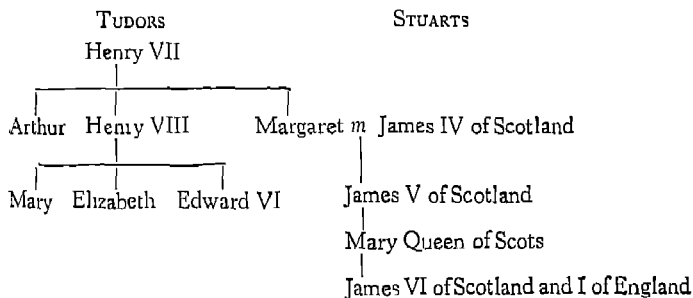 TUDORS STUARTS
Henry VII
Arthur Henry VIII Margaret m James IV of Scotland
Mary Elizabeth Edward VI James V of Scotland
Mary Queen of Scots
James VI of Scotland and I of England